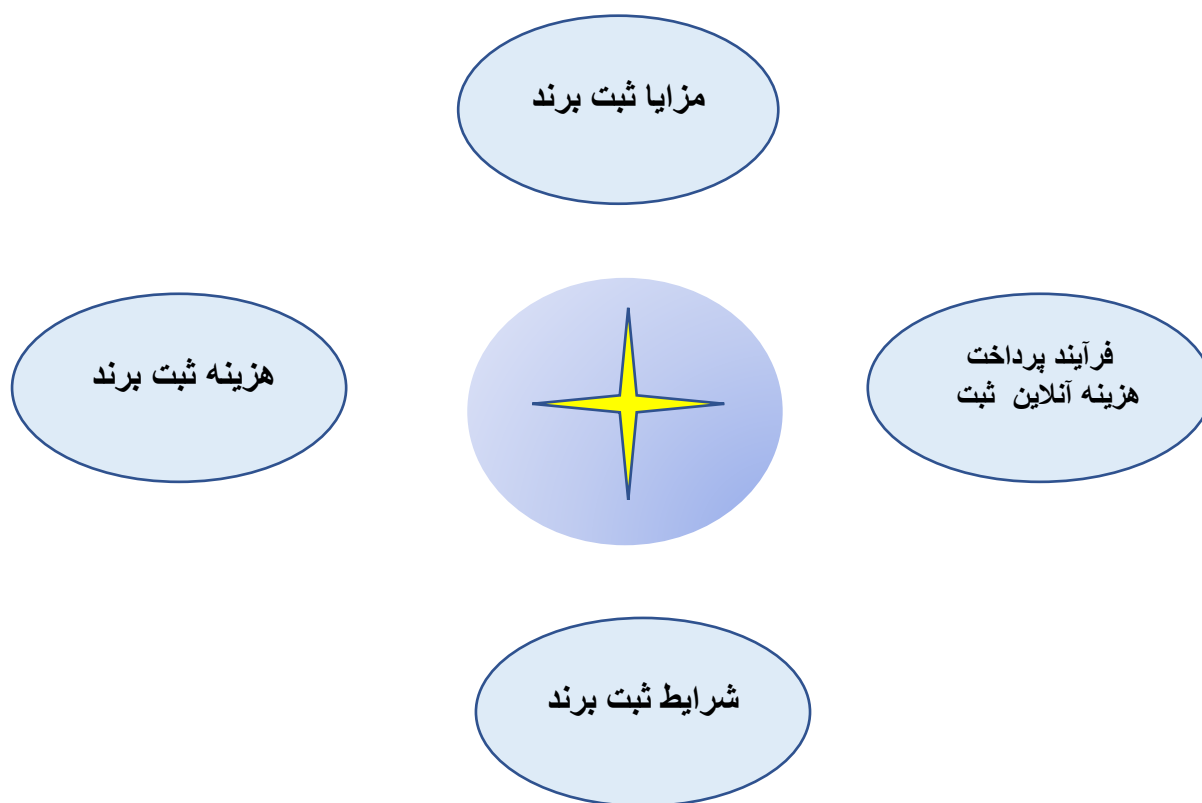 مزایا ثبت برند
فرآیند پرداخت
هزینه آنلاین ثبت
هزینه ثبت برند
شرایط ثبت برند